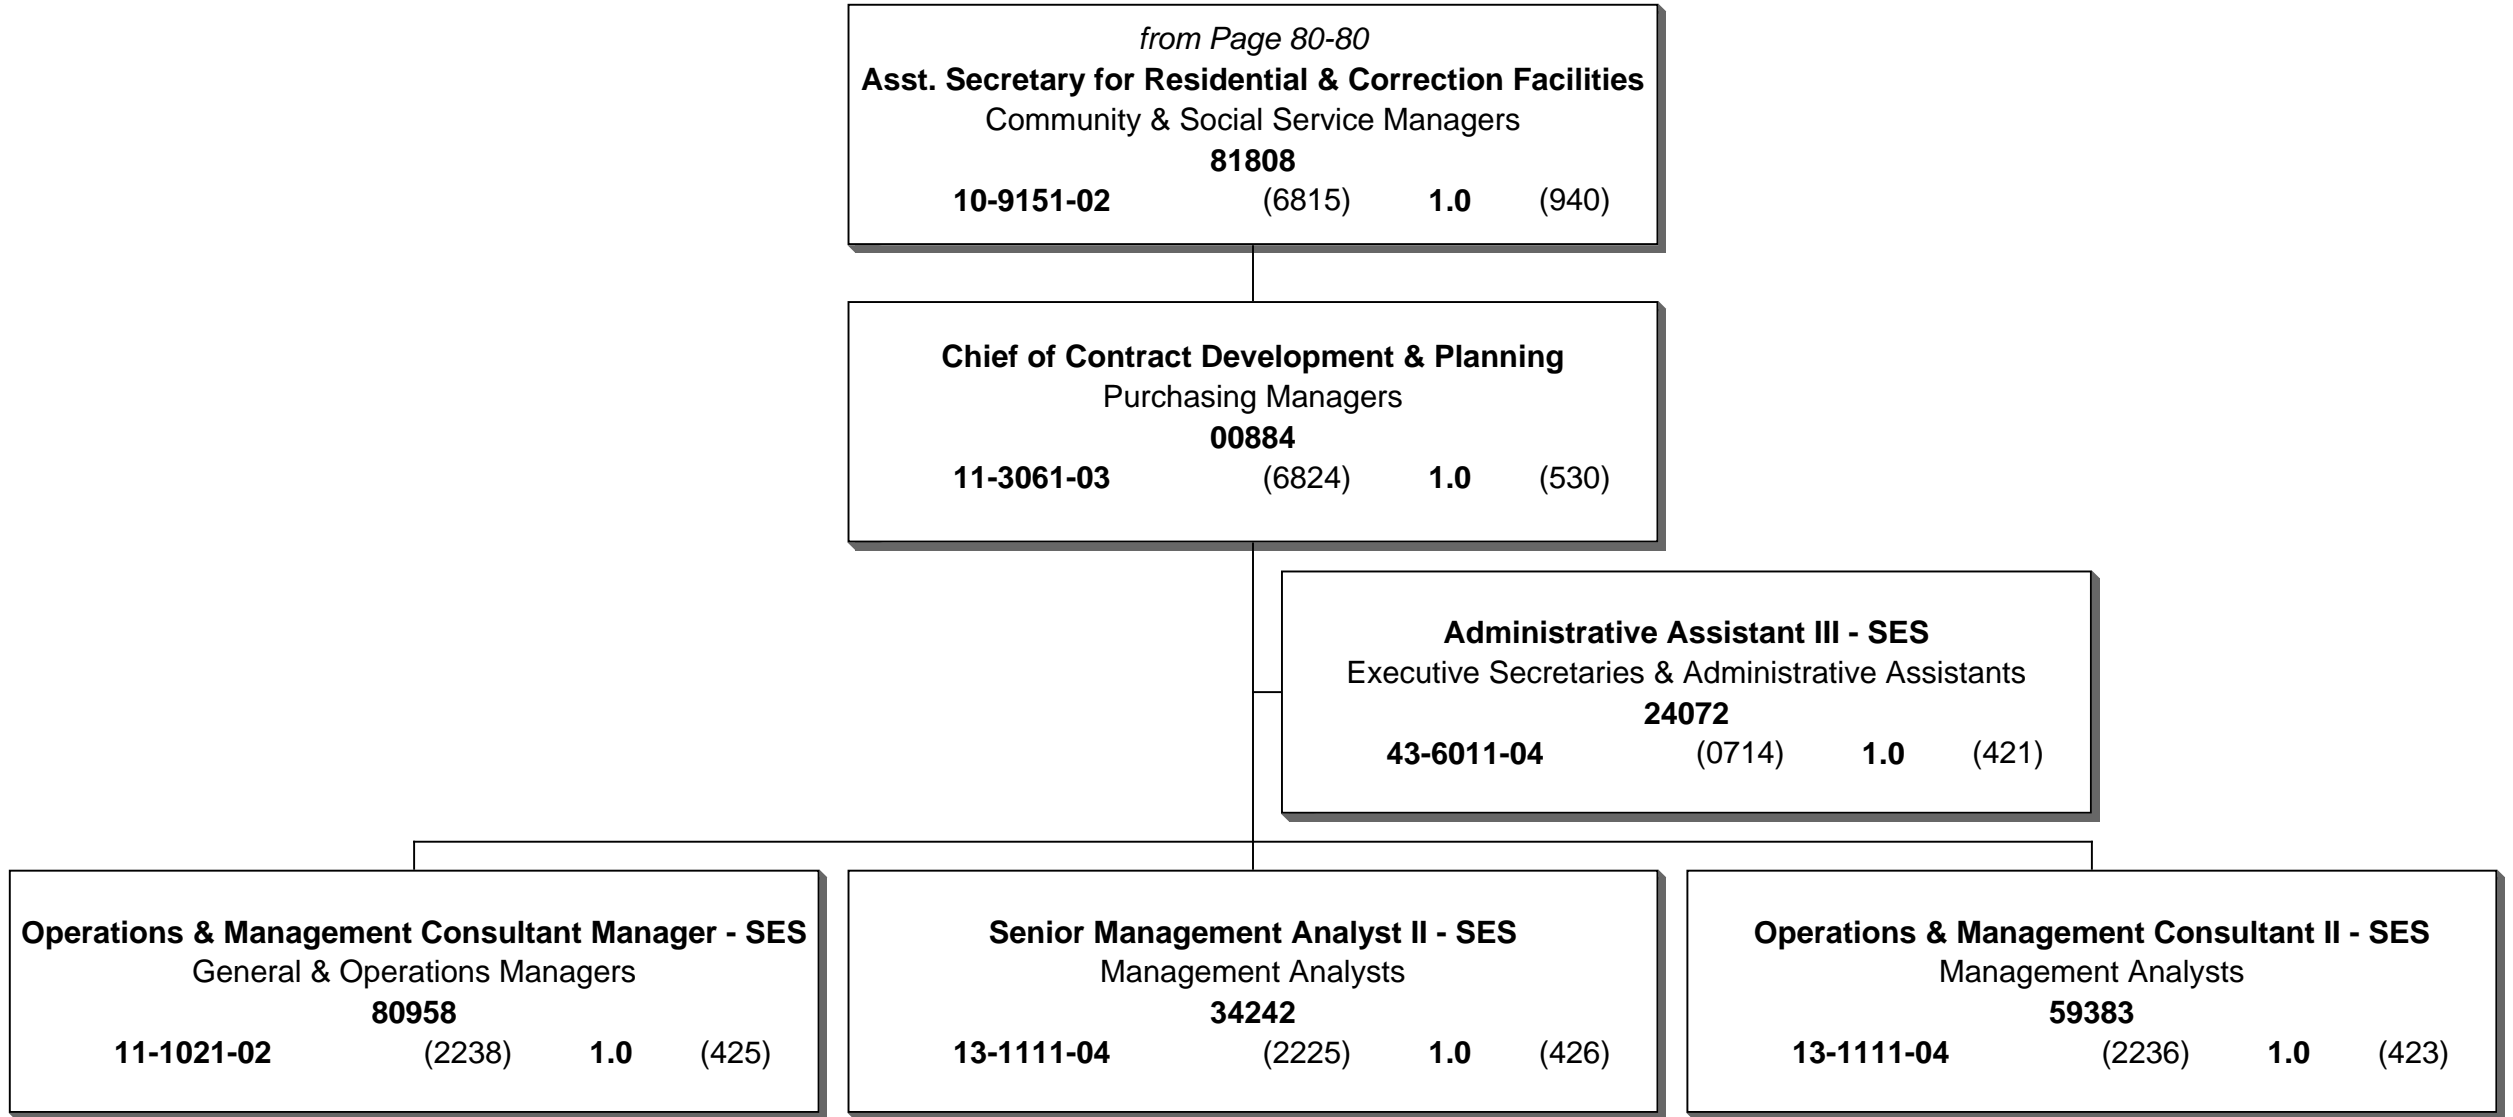 from Page 80-80
Asst. Secretary for Residential & Correction Facilities
Community & Social Service Managers
81808
10-9151-02 (6815) 1.0 (940)
Chief of Contract Development & Planning
Purchasing Managers
00884
11-3061-03 (6824) 1.0 (530)
Administrative Assistant III - SES
Executive Secretaries & Administrative Assistants
24072
43-6011-04 (0714) 1.0 (421)
Operations & Management Consultant Manager - SES
General & Operations Managers
80958
11-1021-02 (2238) 1.0 (425)
Senior Management Analyst II - SES
Management Analysts
34242
13-1111-04 (2225) 1.0 (426)
Operations & Management Consultant II - SES
Management Analysts
59383
13-1111-04 (2236) 1.0 (423)